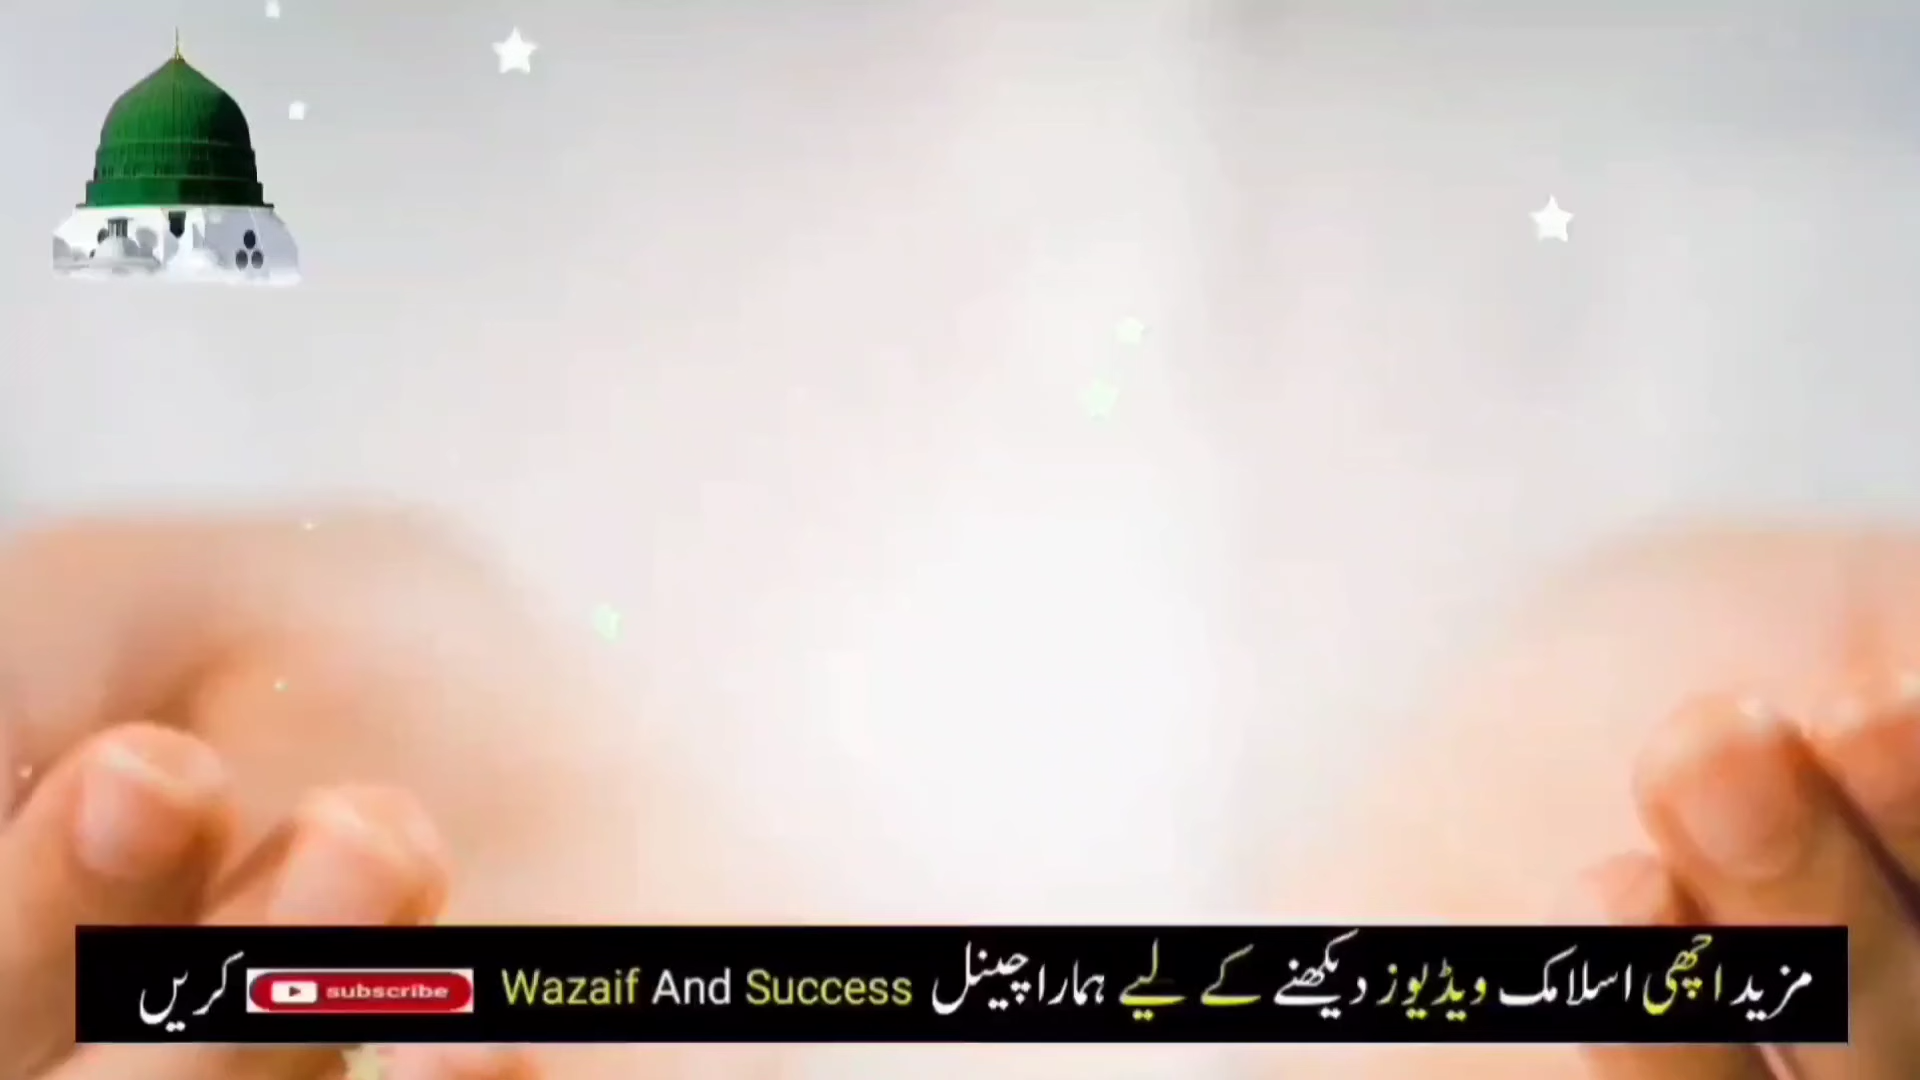 مزید اچھی اسلامک ویڈیوز دیکھنے کے لیے ہمارا چینل Wazaif And Success subscribe کریں